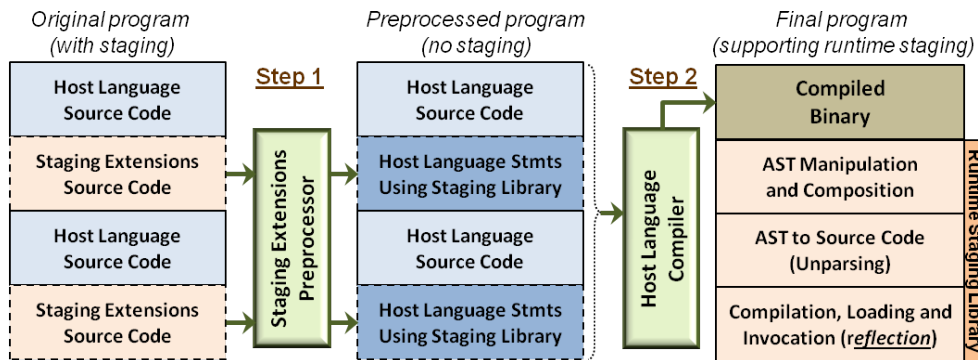 Original program
(with staging)
Host Language
Source Code
Staging Extensions
Source Code
Host Language
Source Code
Staging Extensions
Source Code
Step 1
Staging Extensions
Preprocessor
Preprocessed program
(no staging)
Host Language
Source Code
Host Language Stmts
Using Staging Library
Host Language
Source Code
Host Language Stmts
Using Staging Library
Step 2
Host Language
Compiler
Final program
(supporting runtime staging)
Compiled
Binary
AST Manipulation
and Composition
AST to Source Code
(Unparsing)
Compilation, Loading and
Invocation (reflection)
Runtime Staging Library